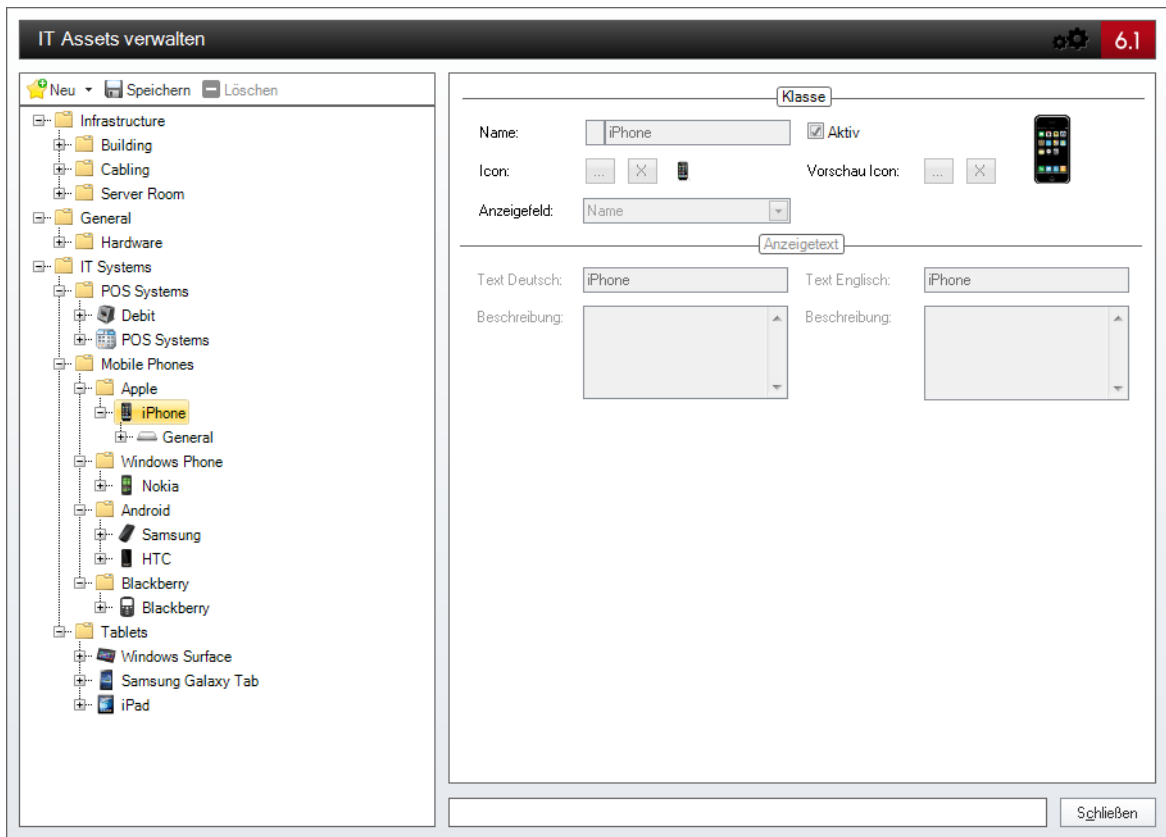 IT Assets verwalten
6.1
Neu Speichern Löschen
Infrastructure
Building
Cabling
Server Room
General
Hardware
IT Systems
POS Systems
Debit
POS Systems
Mobile Phones
Apple
iPhone
General
Windows Phone
Nokia
Android
Samsung
HTC
Blackberry
Blackberry
Tablets
Windows Surface
Samsung Galaxy Tab
iPad
Klasse
Name: iPhone Aktiv
Icon: ... X Vorschau Icon: ... X
Anzeigefeld: Name
Anzeigetext
Text Deutsch: iPhone Text Englisch: iPhone
Beschreibung: Beschreibung:
Schließen